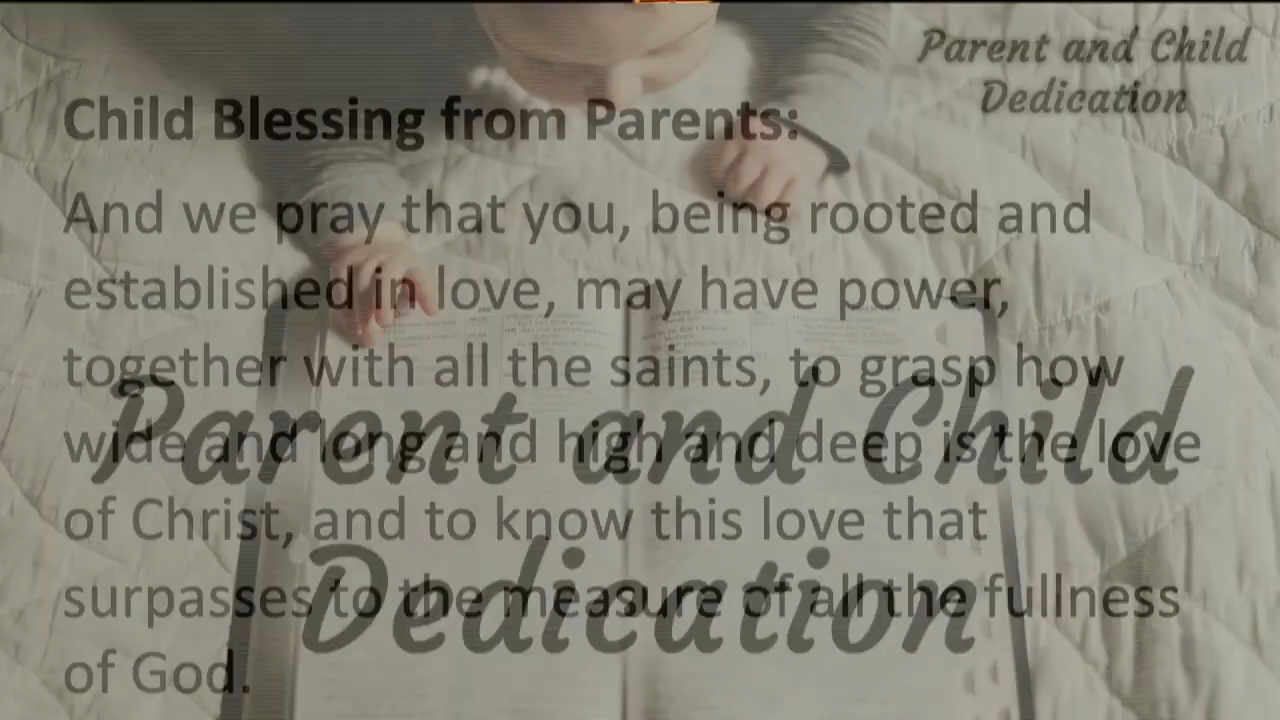 Parent and Child
Dedication
Child Blessing from Parents:
And we pray that you, being rooted and
established in love, may have power,
together with all the saints, to grasp how
wide and long and high and deep is the love
of Christ, and to know this love that
surpasses to the measure of all the fullness
of God.
Parent and Child
Dedication